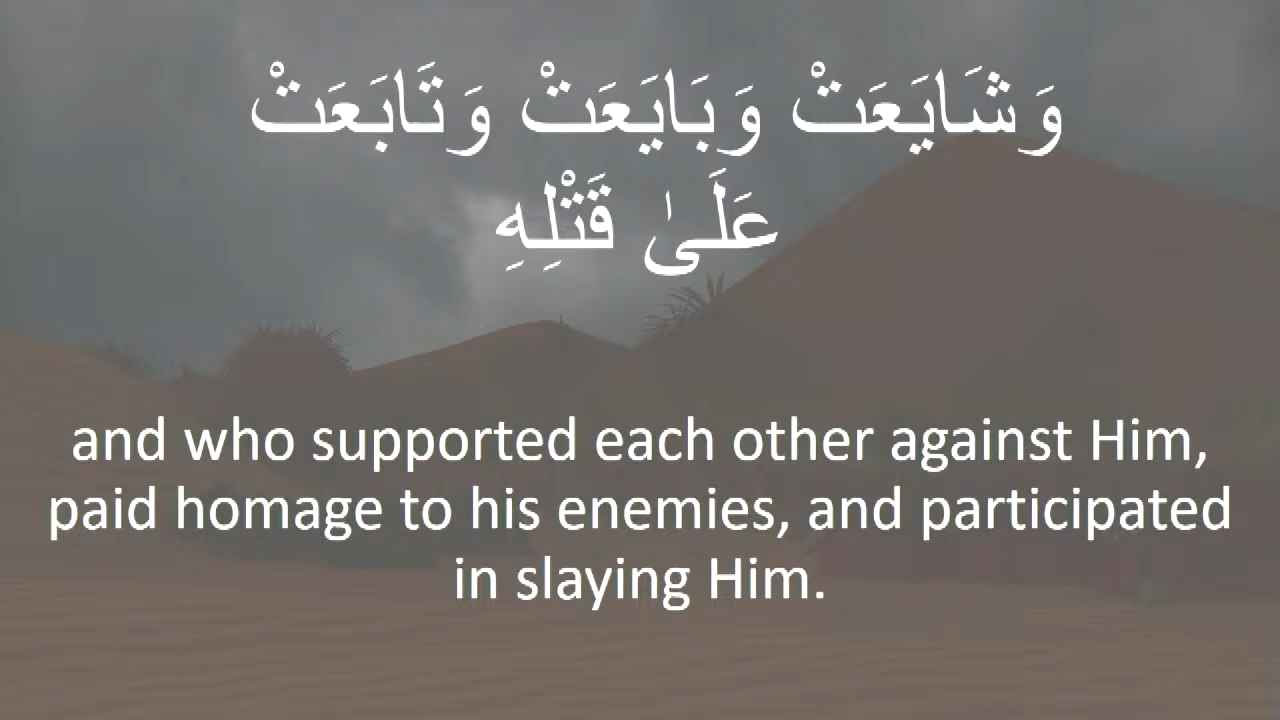 وَشَايَعَتْ وَبَايَعَتْ وَتَابَعَتْ
عَلَىٰ قَتْلِهِ
and who supported each other against Him,
paid homage to his enemies, and participated
in slaying Him.